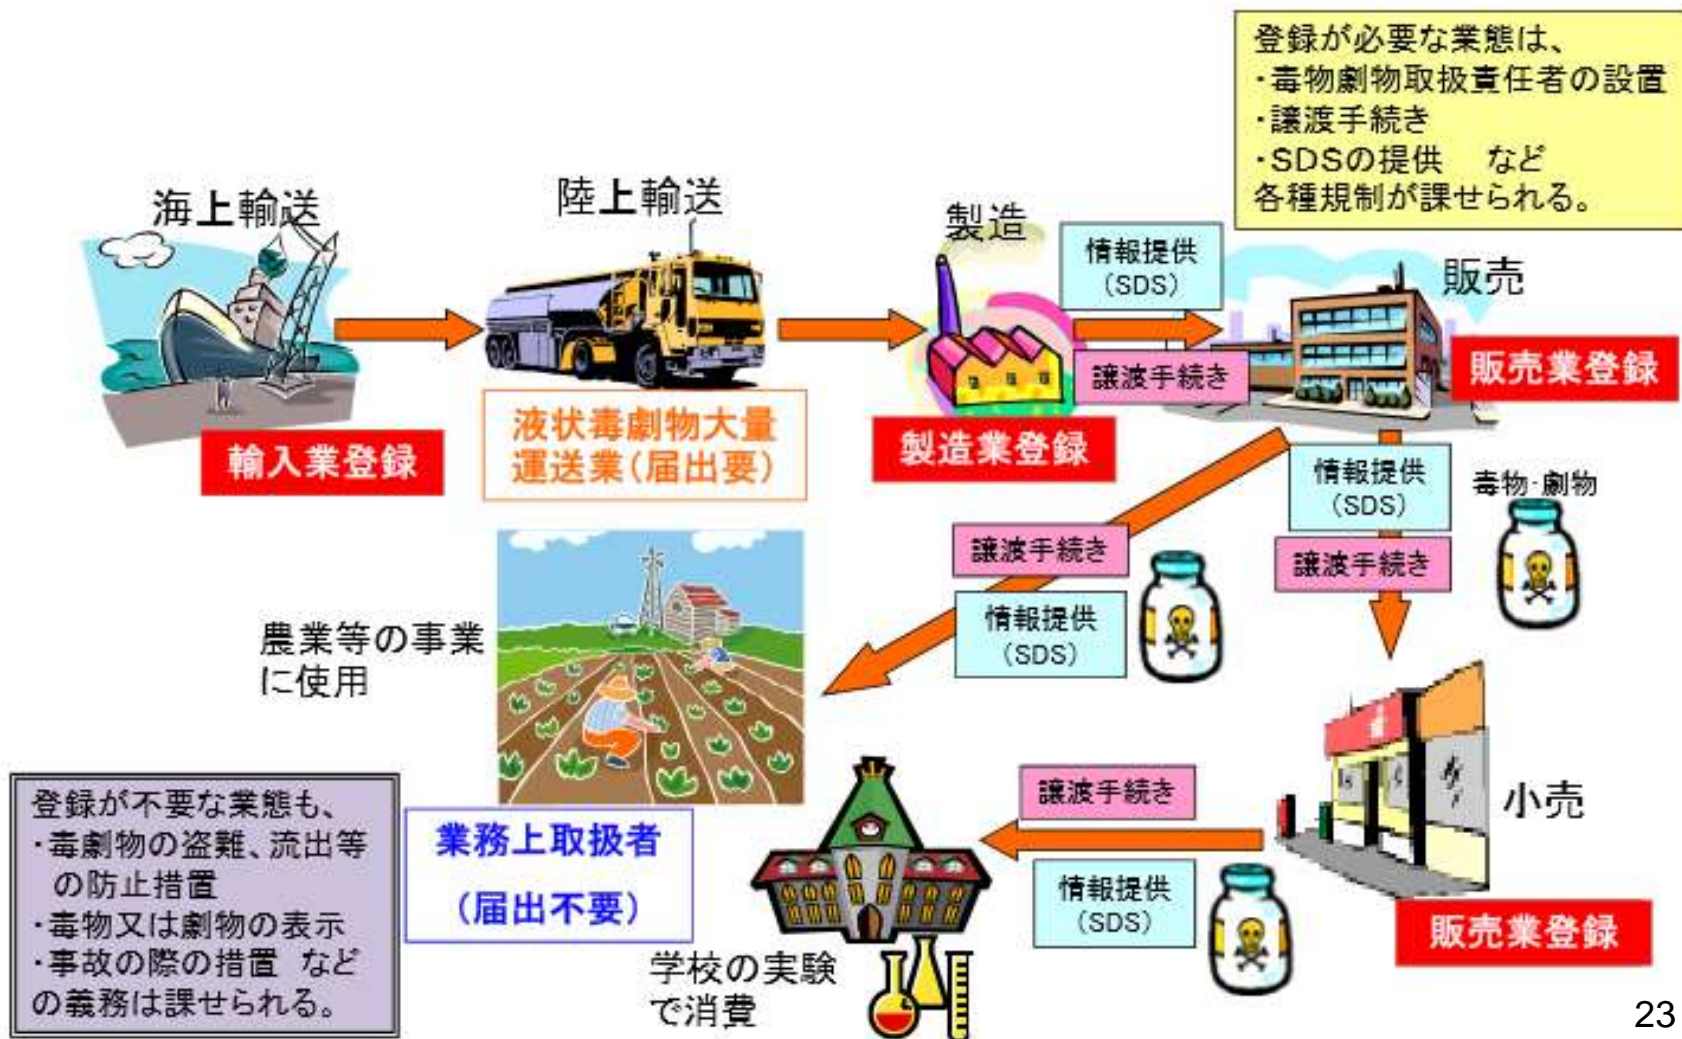 登録が必要な業態は、
・毒物劇物取扱責任者の設置
・譲渡手続き
・SDSの提供　など
各種規制が課せられる。
海上輸送
陸上輸送
製造
情報提供
(SDS)
販売
譲渡手続き
販売業登録
輸入業登録
液状毒劇物大量
運送業(届出要)
製造業登録
情報提供
(SDS)
毒物・劇物
譲渡手続き
譲渡手続き
情報提供
(SDS)
農業等の事業
に使用
登録が不要な業態も、
・毒劇物の盗難、流出等
の防止措置
・毒物又は劇物の表示
・事故の際の措置　など
の義務は課せられる。
業務上取扱者
(届出不要)
譲渡手続き
情報提供
(SDS)
小売
販売業登録
学校の実験
で消費
23